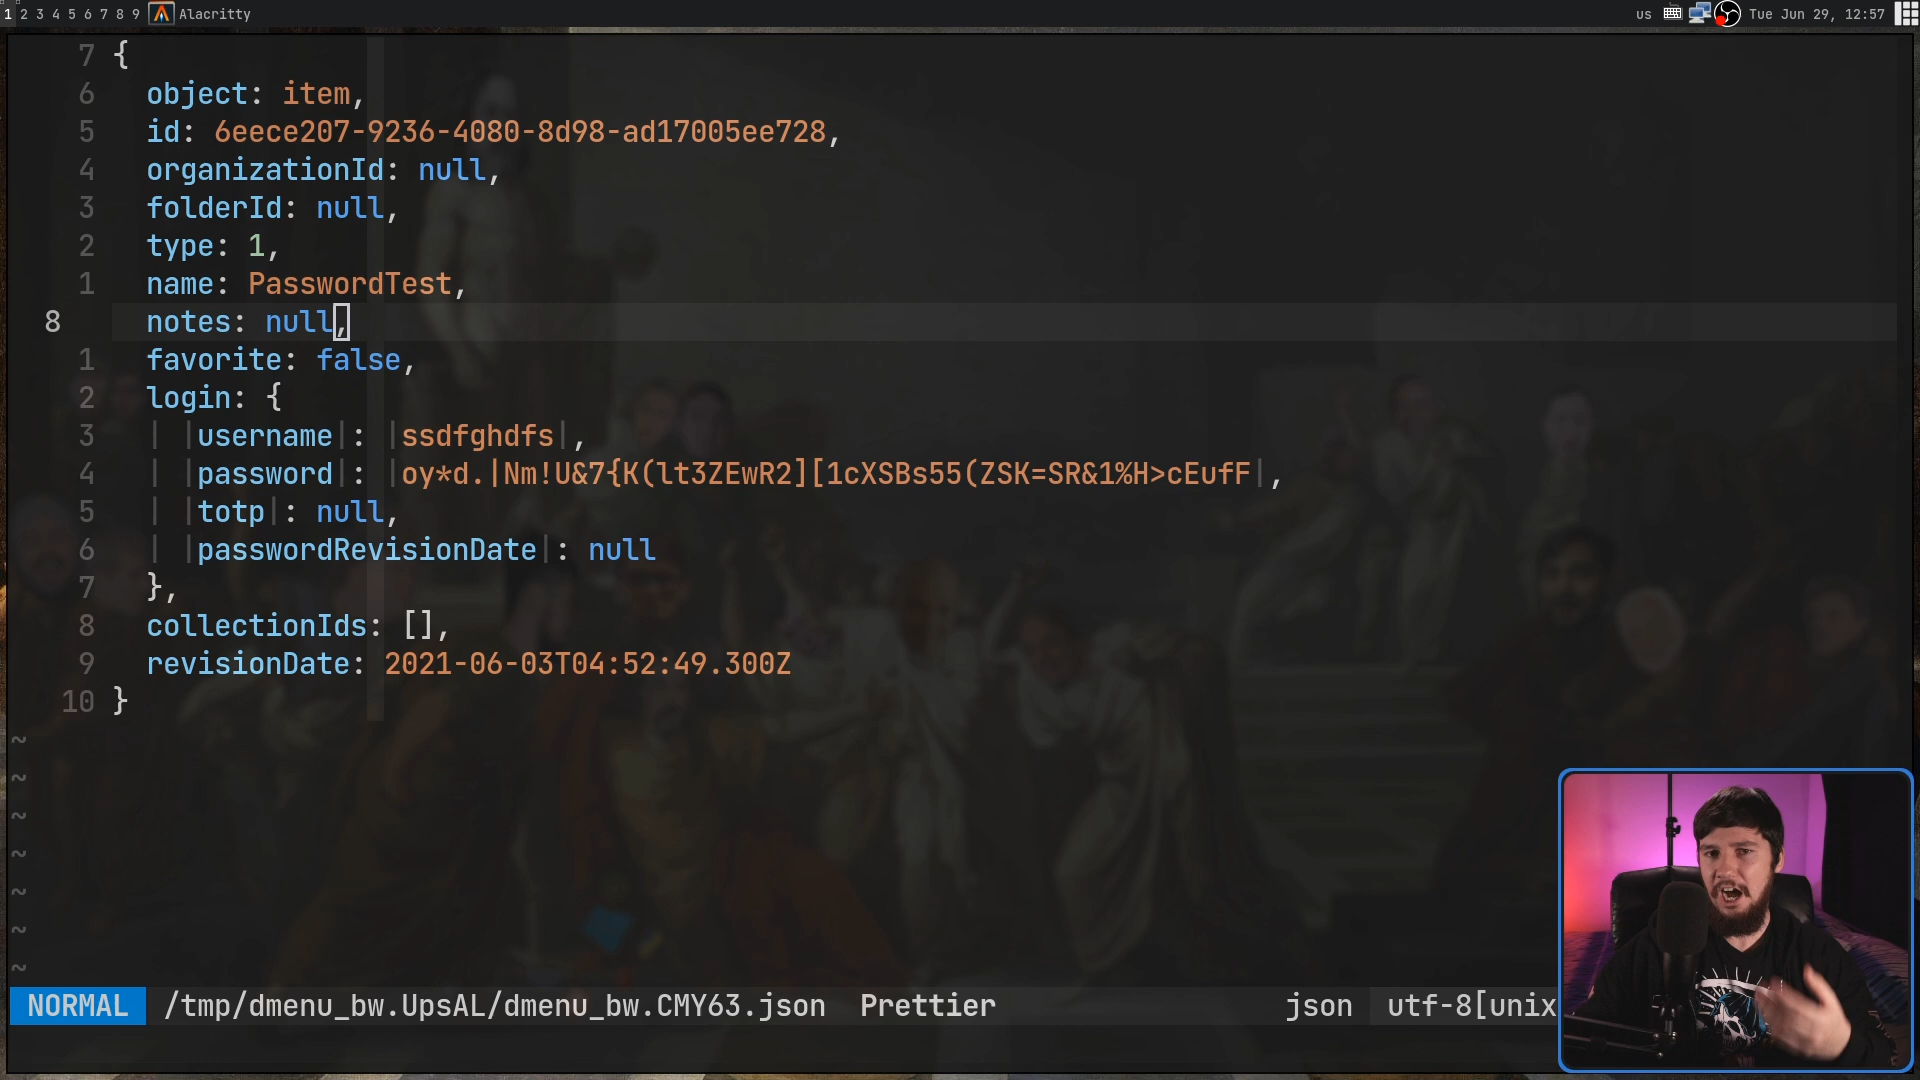 1 2 3 4 5 6 7 8 9 Alacritty us Tue Jun 29, 12:57
7 {
6 object: item,
5 id: 6eece207-9236-4080-8d98-ad17005ee728,
4 organizationId: null,
3 folderId: null,
2 type: 1,
1 name: PasswordTest,
8 notes: null,
1 favorite: false,
2 login: {
3 | |username|: |ssdfghdfs|,
4 | |password|: |oy*d.|Nm!U&7{K(lt3ZEwR2][1cXSBs55(ZSK=SR&1%H>cEufF|,
5 | |totp|: null,
6 | |passwordRevisionDate|: null
7 },
8 collectionIds: [],
9 revisionDate: 2021-06-03T04:52:49.300Z
10 }
~
~
~
~
~
~
~
NORMAL /tmp/dmenu_bw.UpsAL/dmenu_bw.CMY63.json Prettier json utf-8[unix